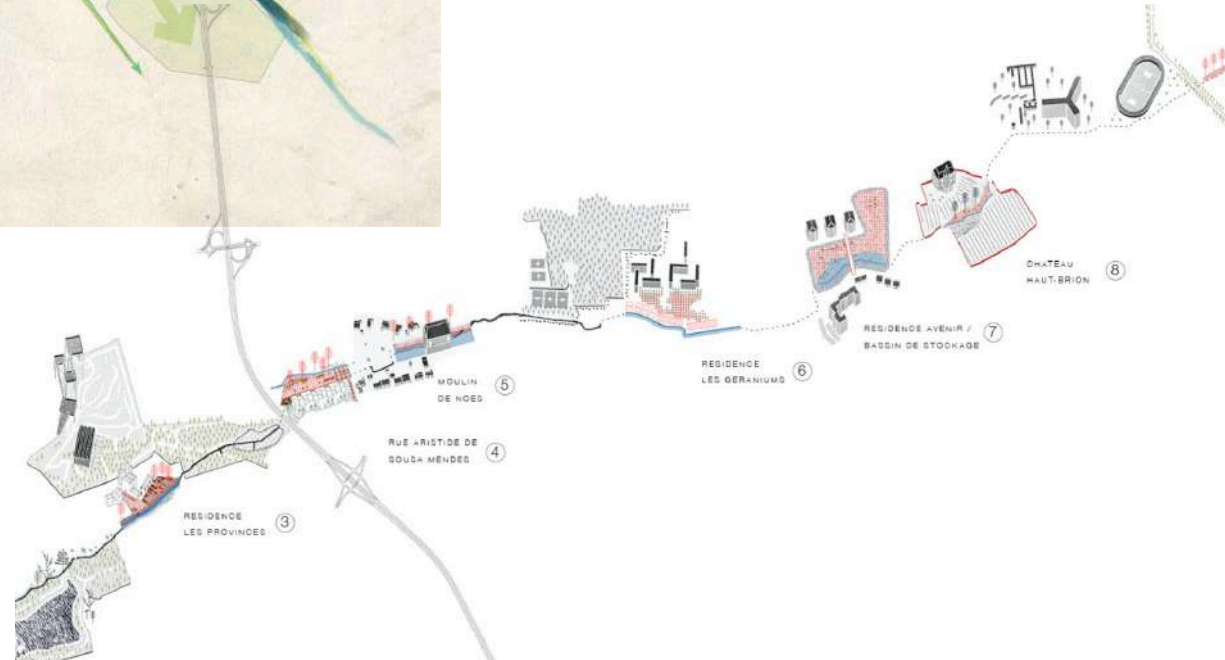 CHATEAU
HAUT-BRION
8
RESIDENCE AVENIR /
BASSIN DE STOCKAGE
7
RESIDENCE
LES GERANIUMS
6
MOULIN
DE NOES
5
RUE ARISTIDE DE
SOUSA MENDES
4
RESIDENCE
LES PROVINCES
3